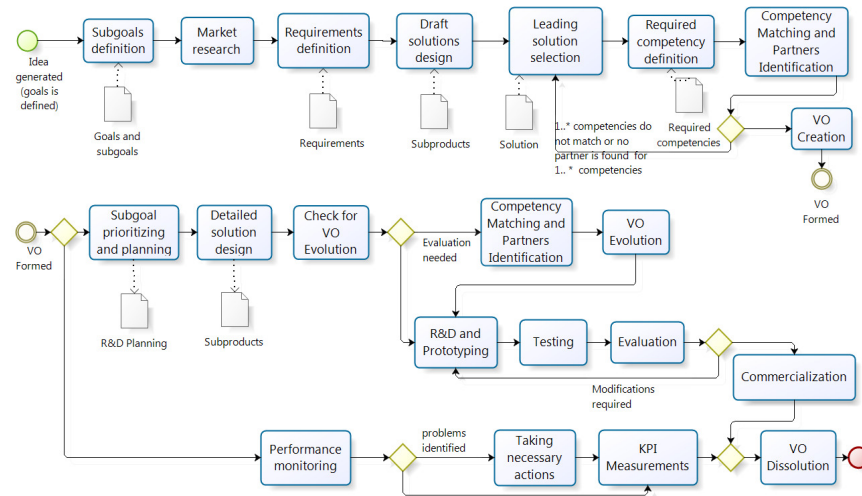 Subgoals
definition
Market
research
Requirements
definition
Draft
solutions
design
Leading
solution
selection
Required
competency
definition
Competency
Matching and
Partners
Identification
Idea
generated
(goals is
defined)
Goals and
subgoals
Requirements
Subproducts
Solution
1..* competencies do
not match or no
partner is found  for
1.. *  competencies
Required
competencies
VO
Creation
VO
Formed
VO
Formed
Subgoal
prioritizing
and planning
Detailed
solution
design
Check for
VO
Evolution
Evaluation
needed
Competency
Matching and
Partners
Identification
VO
Evolution
R&D Planning
Subproducts
R&D and
Prototyping
Testing
Evaluation
Modifications
required
Commercialization
Performance
monitoring
problems
identified
Taking
necessary
actions
KPI
Measurements
VO
Dissolution